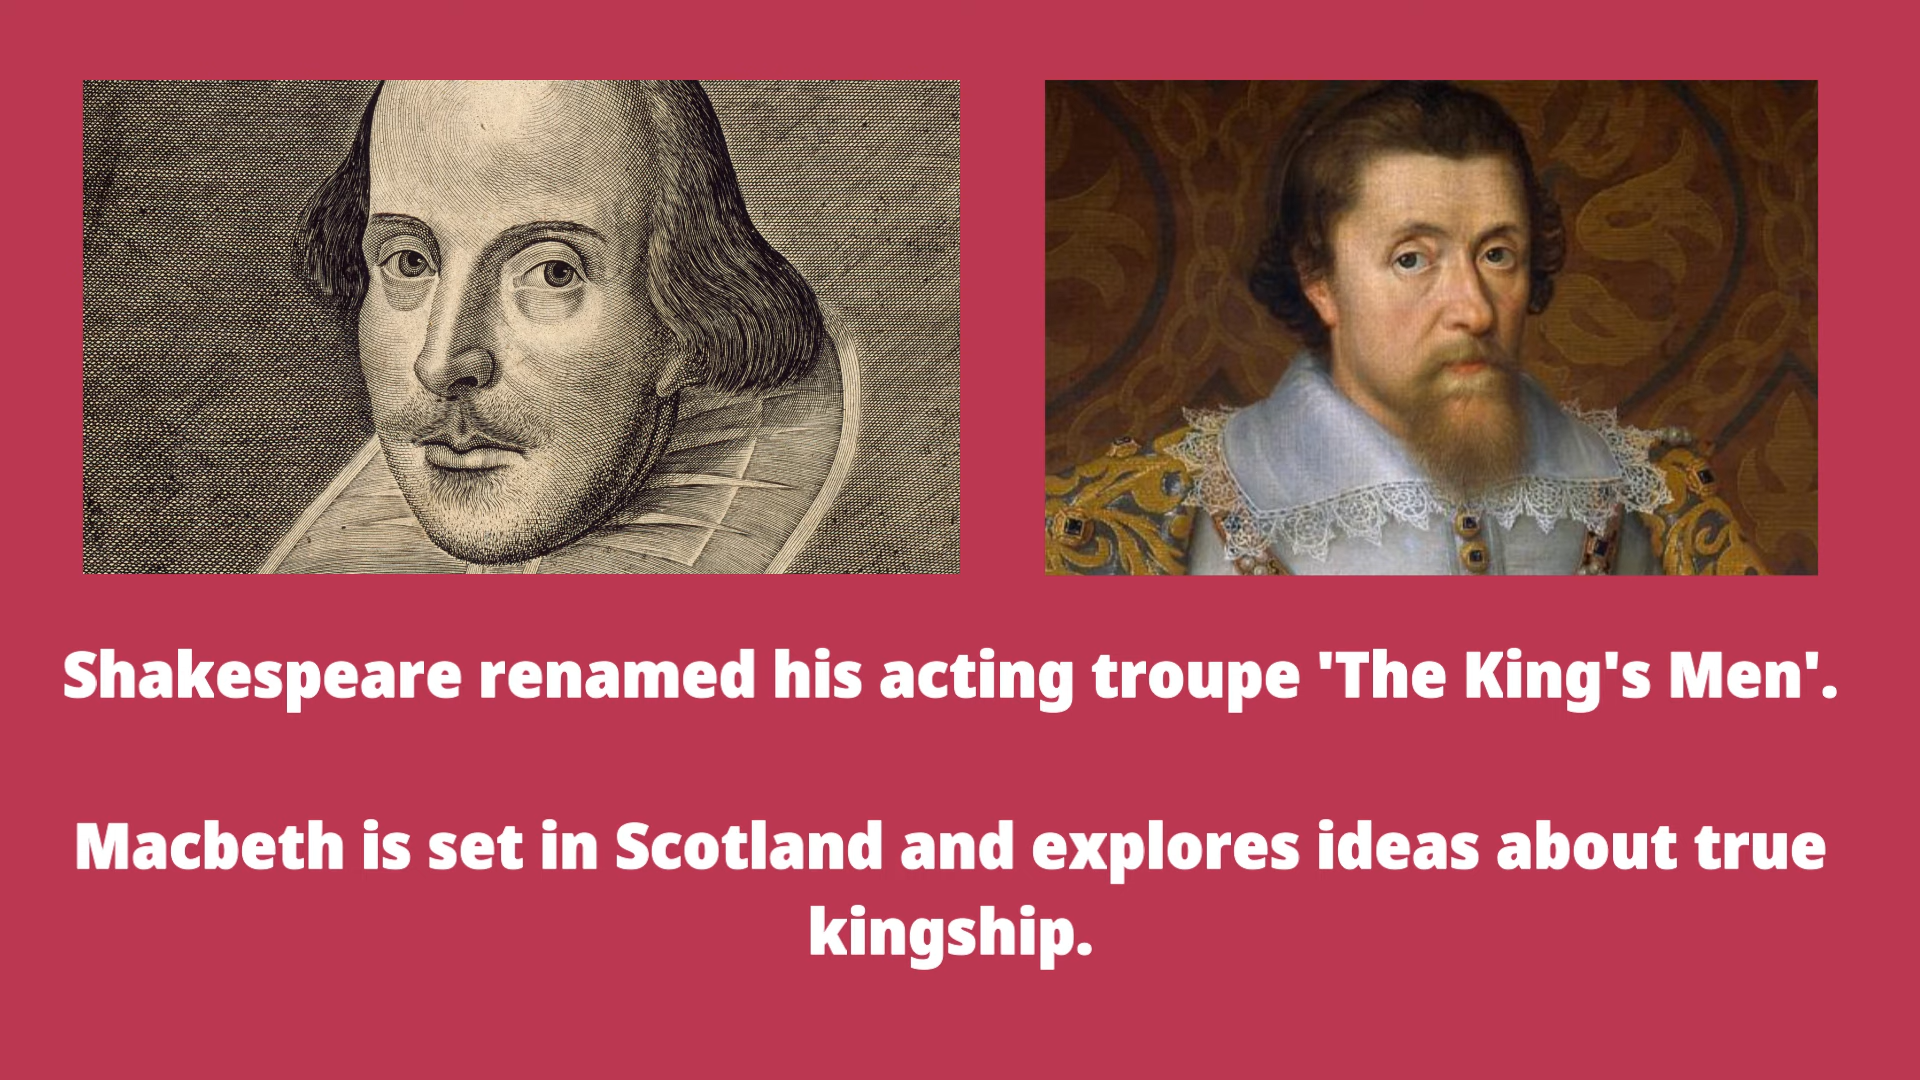 Shakespeare renamed his acting troupe 'The King's Men'.
Macbeth is set in Scotland and explores ideas about true
kingship.